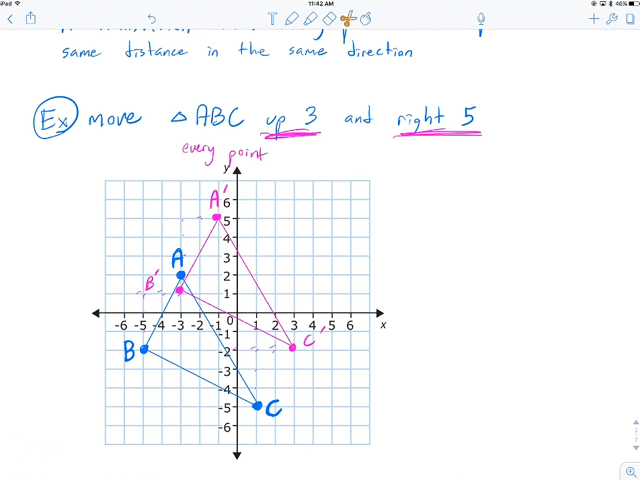 iPad
11:42 AM
46%
same distance in the same direction
Ex move △ ABC up 3 and right 5
every point
y
A'
6
5
4
A
3
2
B'
1
-6 -5 -4 -3 -2 -1 0 1 2 3 4 5 6 x
-1
C'
B
-2
-3
-4
-5
C
-6